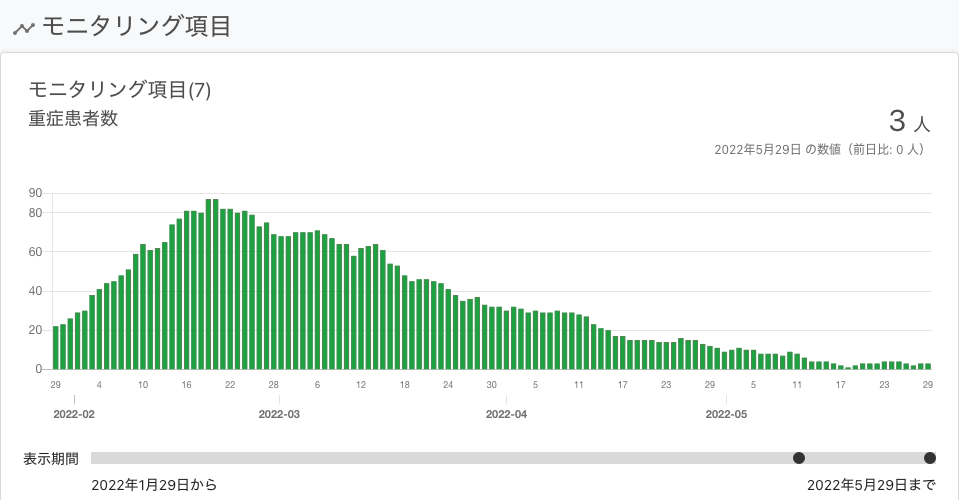 モニタリング項目
モニタリング項目(7)
重症患者数
3 人
2022年5月29日 の数値（前日比: 0 人）
90
80
60
40
20
0
29 4 10 16 22 28 6 12 18 24 30 5 11 17 23 29 5 11 17 23 29
2022-02 2022-03 2022-04 2022-05
表示期間
2022年1月29日から 2022年5月29日まで